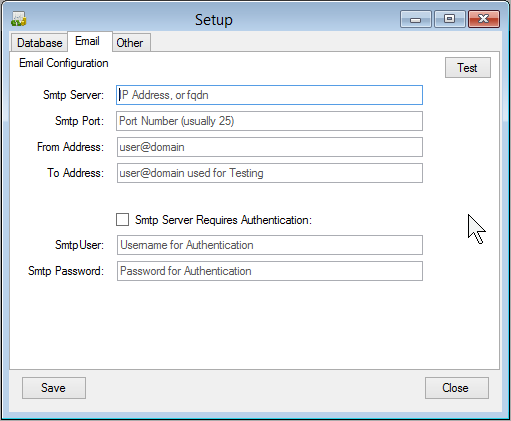 Setup
Database Email Other
Email Configuration
Test
Smtp Server: IP Address, or fqdn
Smtp Port: Port Number (usually 25)
From Address: user@domain
To Address: user@domain used for Testing
Smtp Server Requires Authentication:
SmtpUser: Username for Authentication
Smtp Password: Password for Authentication
Save Close